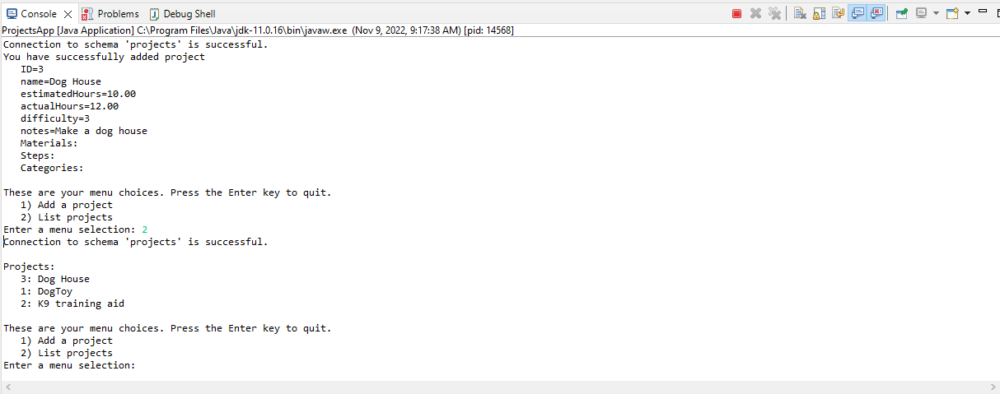 Console Problems Debug Shell
ProjectsApp [Java Application] C:\Program Files\Java\jdk-11.0.16\bin\javaw.exe (Nov 9, 2022, 9:17:38 AM) [pid: 14568]
Connection to schema 'projects' is successful.
You have successfully added project
   ID=3
   name=Dog House
   estimatedHours=10.00
   actualHours=12.00
   difficulty=3
   notes=Make a dog house
   Materials:
   Steps:
   Categories:
These are your menu choices. Press the Enter key to quit.
   1) Add a project
   2) List projects
Enter a menu selection: 2
Connection to schema 'projects' is successful.
Projects:
   3: Dog House
   1: DogToy
   2: K9 training aid
These are your menu choices. Press the Enter key to quit.
   1) Add a project
   2) List projects
Enter a menu selection: